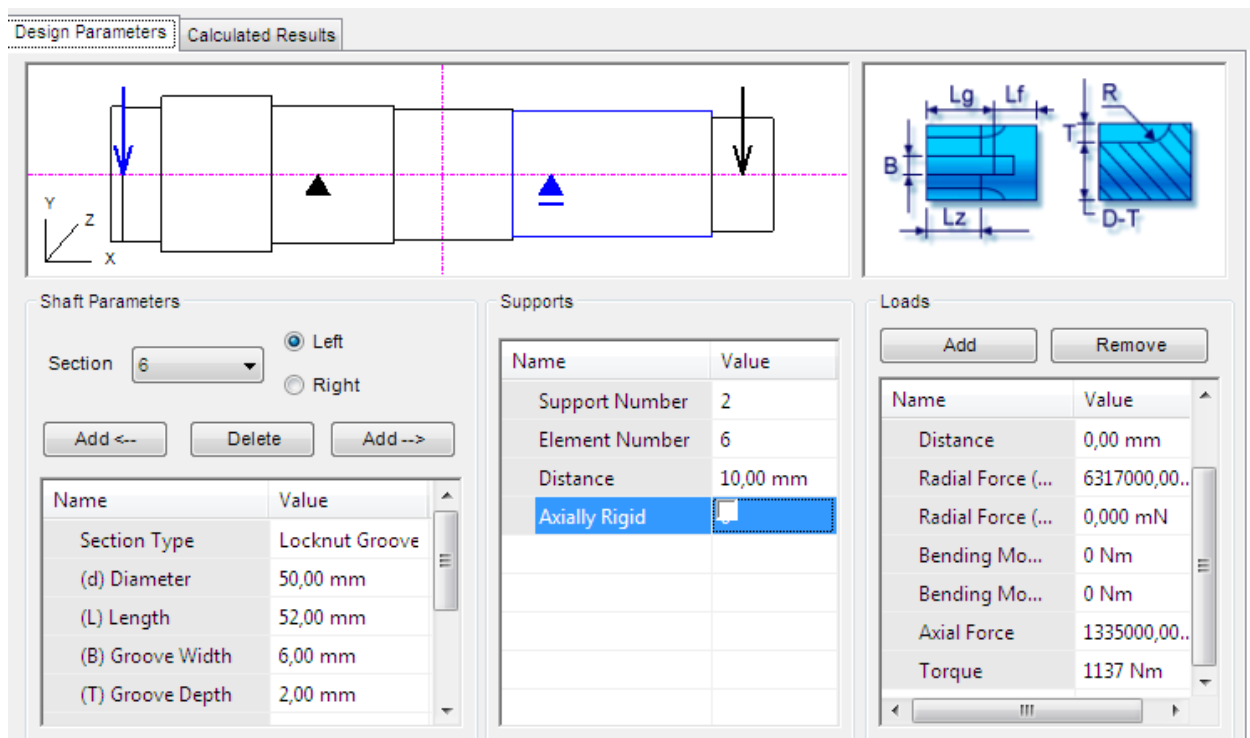 Design Parameters Calculated Results
Y
Z
X
Lg Lf R
T
B
Lz D-T
Shaft Parameters
Section 6
Left
Right
Add <-- Delete Add -->
Name Value
Section Type Locknut Groove
(d) Diameter 50,00 mm
(L) Length 52,00 mm
(B) Groove Width 6,00 mm
(T) Groove Depth 2,00 mm
Supports
Name Value
Support Number 2
Element Number 6
Distance 10,00 mm
Axially Rigid
Loads
Add Remove
Name Value
Distance 0,00 mm
Radial Force (... 6317000,00..
Radial Force (... 0,000 mN
Bending Mo... 0 Nm
Bending Mo... 0 Nm
Axial Force 1335000,00..
Torque 1137 Nm